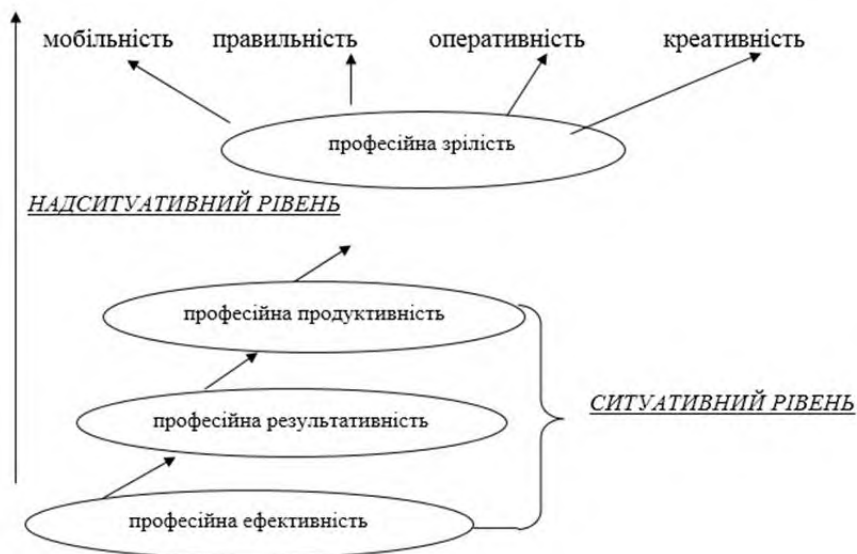 мобільність правильність оперативність креативність
професійна зрілість
НАДСИТУАТИВНИЙ РІВЕНЬ
професійна продуктивність
професійна результативність
СИТУАТИВНИЙ РІВЕНЬ
професійна ефективність